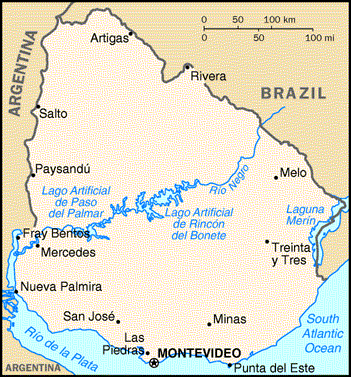 0 50 100 km
0 50 100 mi
ARGENTINA
Artigas
Rivera
BRAZIL
Salto
Paysandú
Melo
Río Negro
Lago Artificial
de Paso
del Palmar
Lago Artificial
de Rincón
del Bonete
Laguna
Merín
Fray Bentos
Mercedes
Treinta
y Tres
Nueva Palmira
San José
Minas
South
Atlantic
Ocean
Río de la Plata
Las
Piedras
MONTEVIDEO
Punta del Este
ARGENTINA